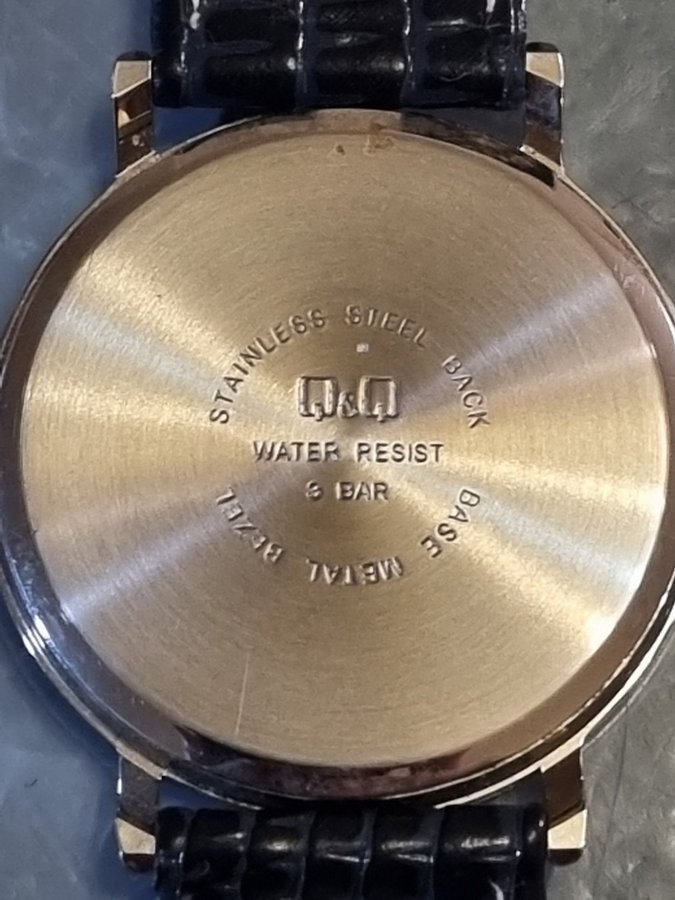 STAINLESS STEEL BACK
Q&Q
WATER RESIST
3 BAR
BASE METAL BEZEL